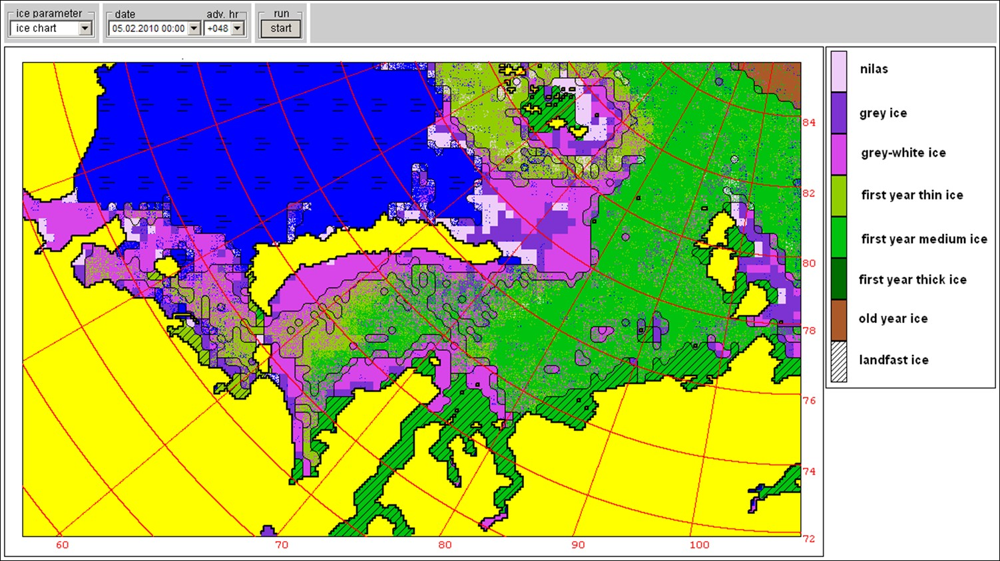 ice parameter
date
adv. hr
run
ice chart
05.02.2010 00:00
+048
start
nilas
grey ice
grey-white ice
first year thin ice
first year medium ice
first year thick ice
old year ice
landfast ice
84
82
80
78
76
74
72
60
70
80
90
100